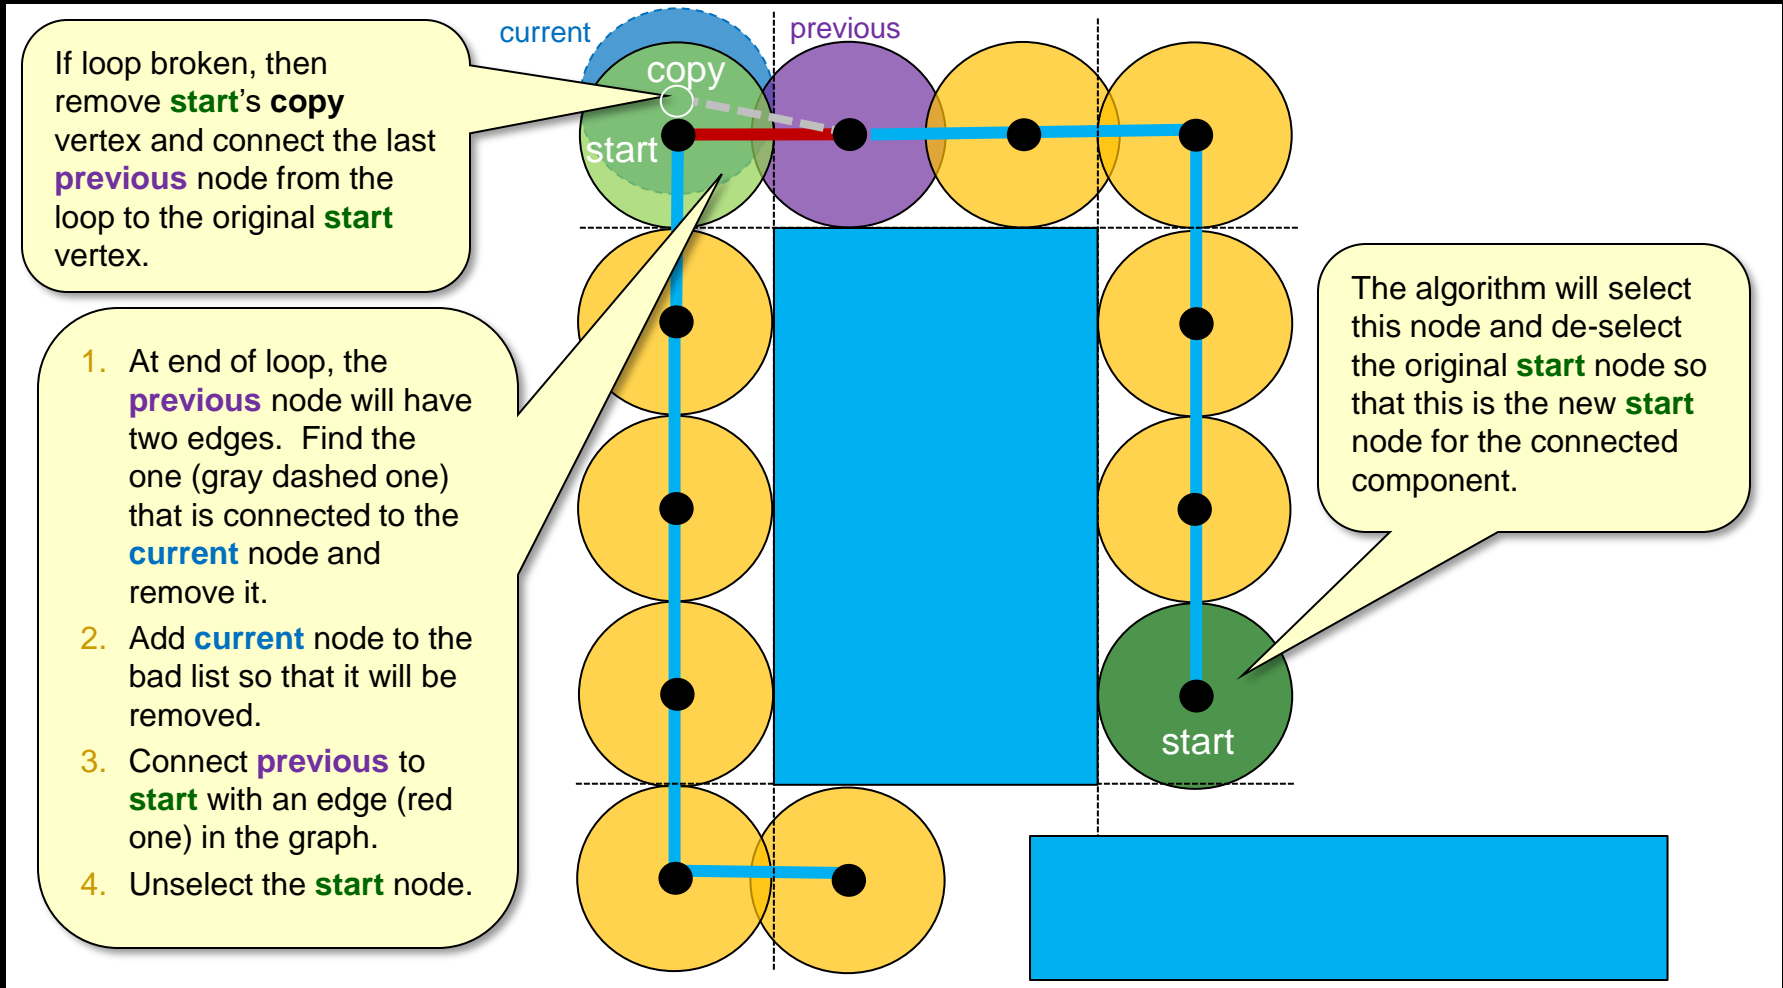 current
previous
If loop broken, then
remove start's copy
vertex and connect the last
previous node from the
loop to the original start
vertex.
copy
start
1. At end of loop, the
previous node will have
two edges. Find the
one (gray dashed one)
that is connected to the
current node and
remove it.
2. Add current node to the
bad list so that it will be
removed.
3. Connect previous to
start with an edge (red
one) in the graph.
4. Unselect the start node.
The algorithm will select
this node and de-select
the original start node so
that this is the new start
node for the connected
component.
start